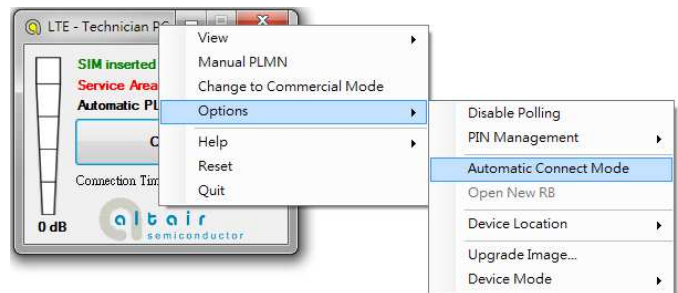 LTE - Technician
SIM inserted
Service Area
Automatic PL
Connection Tim
0 dB
altair
semiconductor
View
Manual PLMN
Change to Commercial Mode
Options
Help
Reset
Quit
Disable Polling
PIN Management
Automatic Connect Mode
Open New RB
Device Location
Upgrade Image...
Device Mode